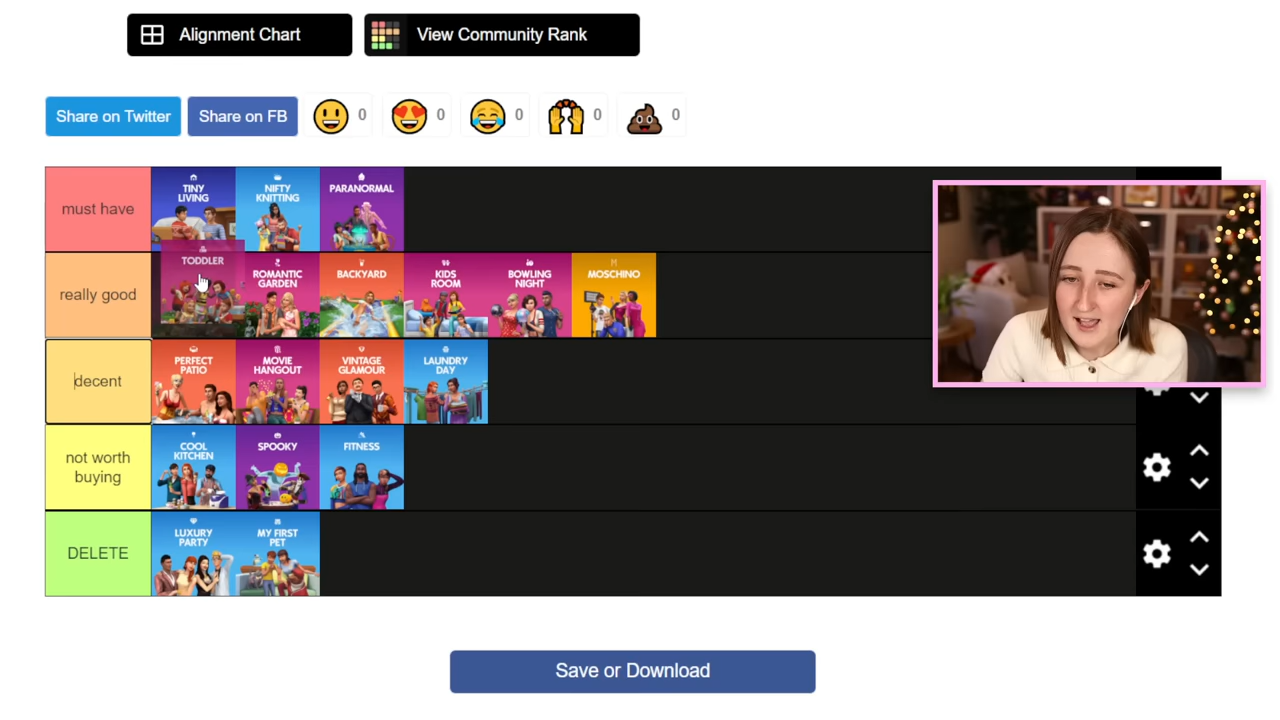 Alignment Chart
View Community Rank
Share on Twitter
Share on FB
0
0
0
0
0
must have
TINY
LIVING
NIFTY
KNITTING
PARANORMAL
really good
TODDLER
ROMANTIC
GARDEN
BACKYARD
KIDS
ROOM
BOWLING
NIGHT
MOSCHINO
decent
PERFECT
PATIO
MOVIE
HANGOUT
VINTAGE
GLAMOUR
LAUNDRY
DAY
not worth
buying
COOL
KITCHEN
SPOOKY
FITNESS
DELETE
LUXURY
PARTY
MY FIRST
PET
Save or Download